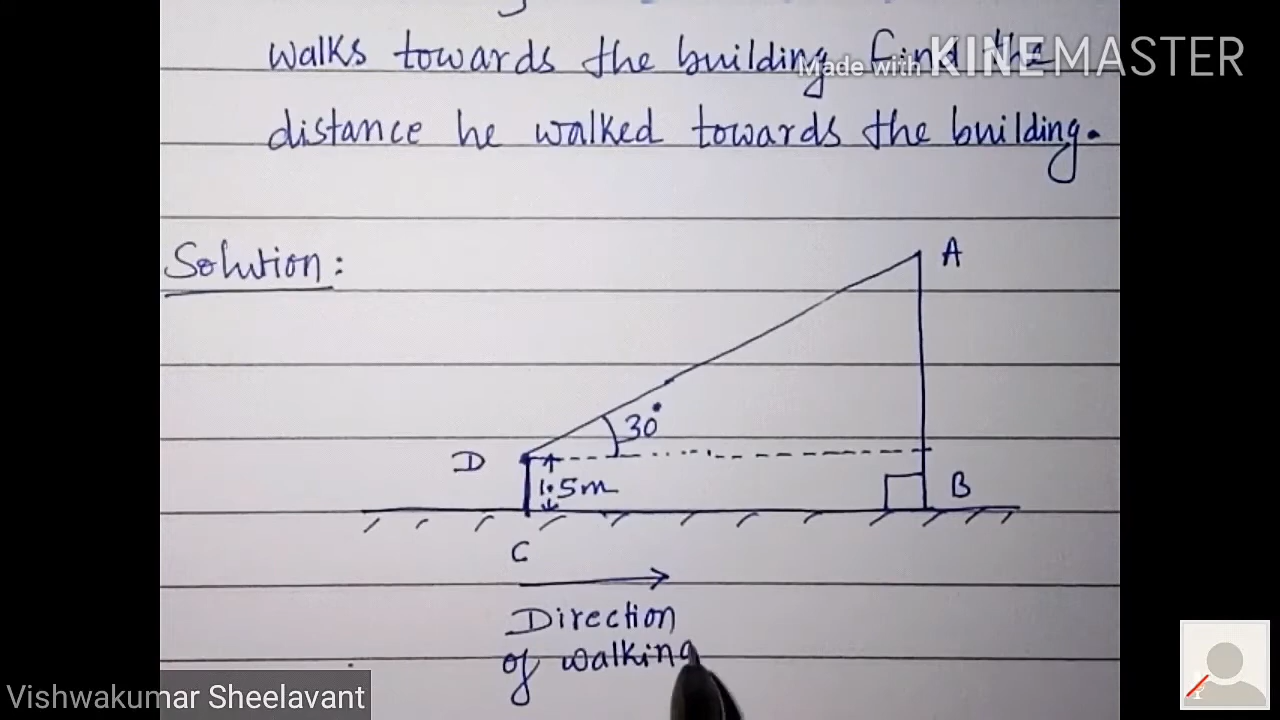 walks towards the building find the
Made with KINEMASTER
distance he walked towards the building.
Solution:
A
30°
D
1.5m
B
C
Direction
of walking
Vishwakumar Sheelavant